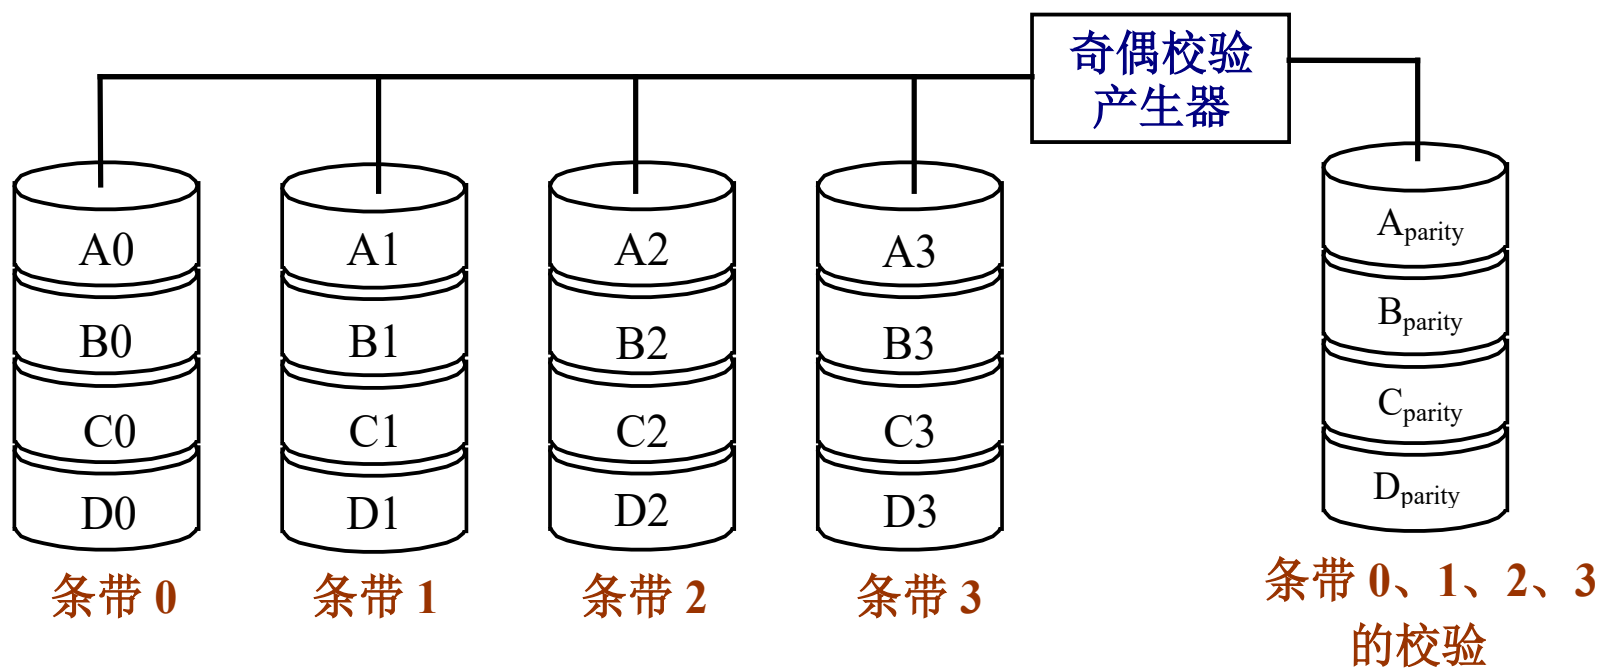 奇偶校验
产生器
A0 A1 A2 A3 Aparity
B0 B1 B2 B3 Bparity
C0 C1 C2 C3 Cparity
D0 D1 D2 D3 Dparity
条带 0 条带 1 条带 2 条带 3 条带 0、1、2、3
的校验